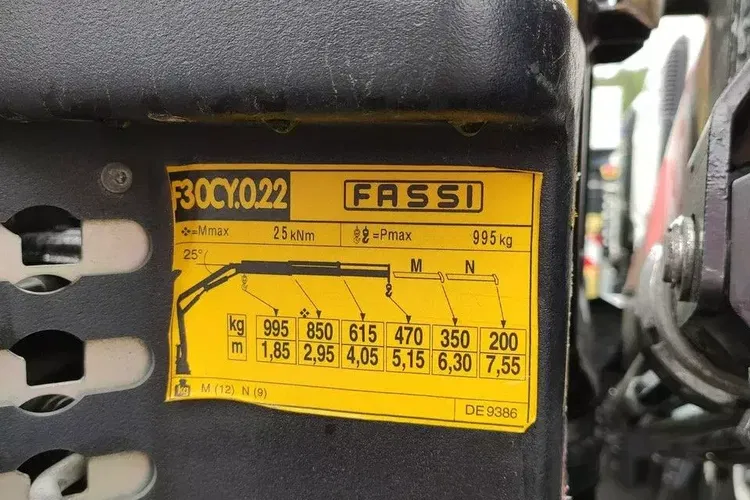 F30CY.0.22 FASSI
=Mmax 25 kNm =Pmax 995 kg
25° M N
kg 995 850 615 470 350 200
m 1,85 2,95 4,05 5,15 6,30 7,55
kg M (12) N (9)
DE 9386